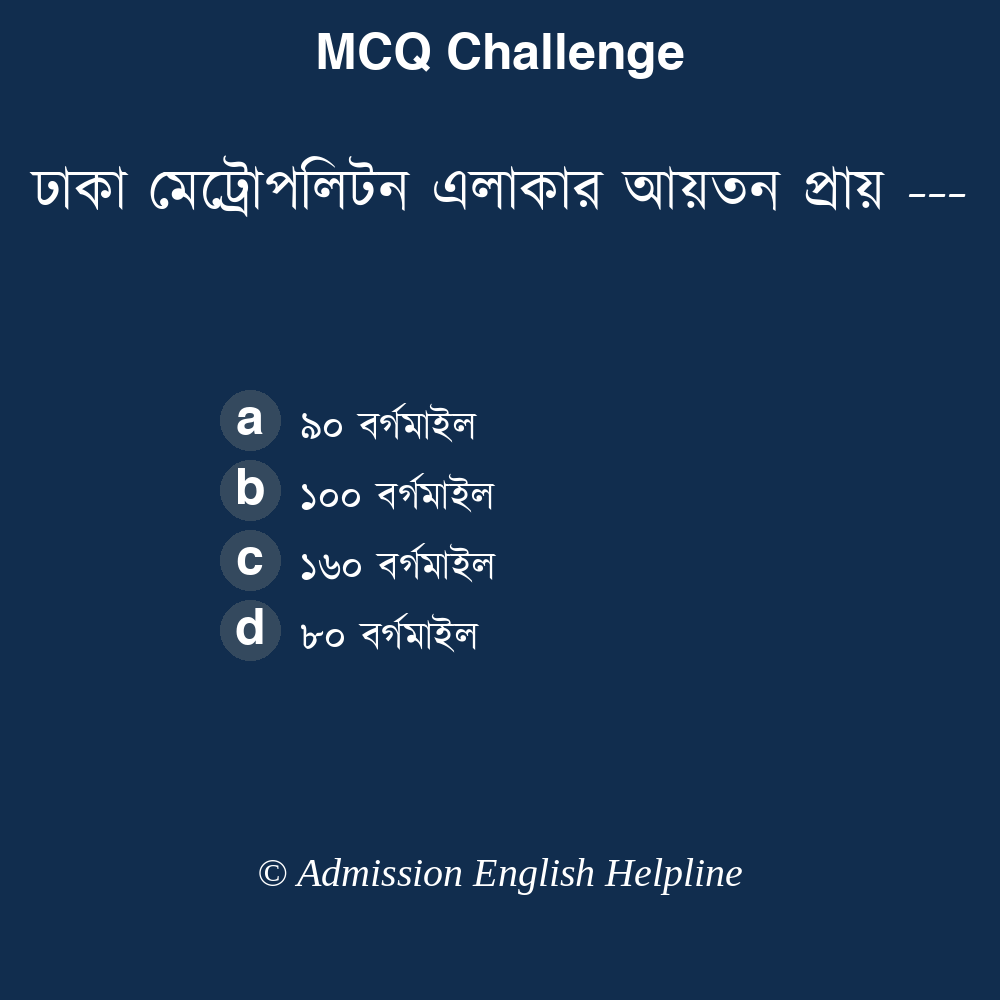 MCQ Challenge
ঢাকা মেট্রোপলিটন এলাকার আয়তন প্রায় ---
a ৯০ বর্গমাইল
b ১০০ বর্গমাইল
c ১৬০ বর্গমাইল
d ৮০ বর্গমাইল
© Admission English Helpline